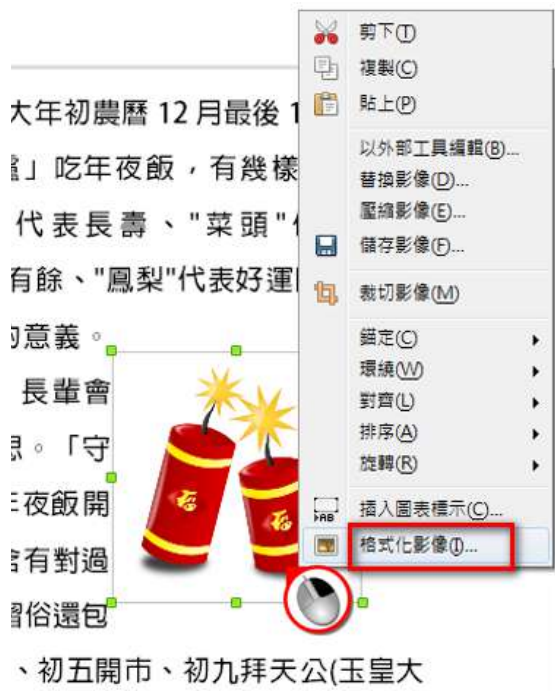 剪下(T)
複製(C)
貼上(P)
以外部工具編輯(B)...
替換影像(D)...
壓縮影像(E)...
儲存影像(F)...
裁切影像(M)
錨定(C)
環繞(W)
對齊(L)
排序(A)
旋轉(R)
插入圖表標示(C)...
格式化影像(I)...
大年初農曆 12 月最後 1
」吃年夜飯，有幾樣
代表長壽、"菜頭"
有餘、"鳳梨"代表好運
意義。
長輩會
。「守
年夜飯開
會有對過
習俗還包
、初五開市、初九拜天公(玉皇大
福
福